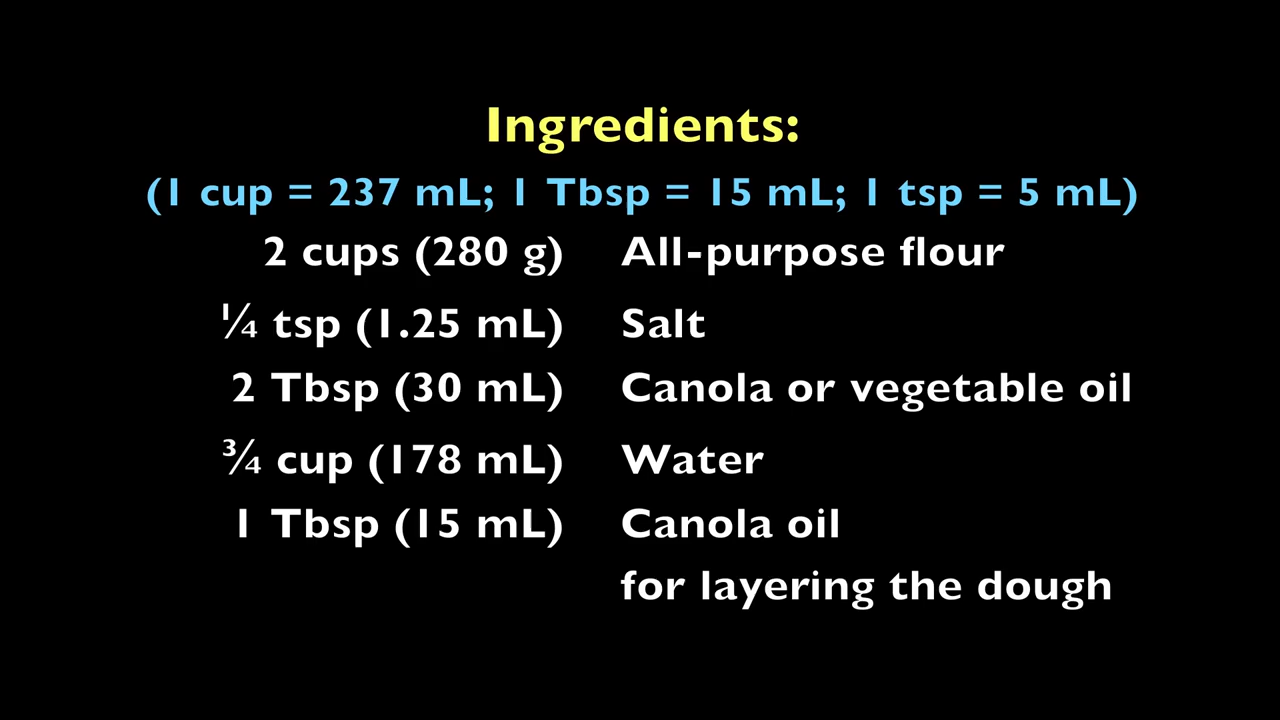 Ingredients:
(1 cup = 237 mL; 1 Tbsp = 15 mL; 1 tsp = 5 mL)
2 cups (280 g) All-purpose flour
¼ tsp (1.25 mL) Salt
2 Tbsp (30 mL) Canola or vegetable oil
¾ cup (178 mL) Water
1 Tbsp (15 mL) Canola oil
for layering the dough